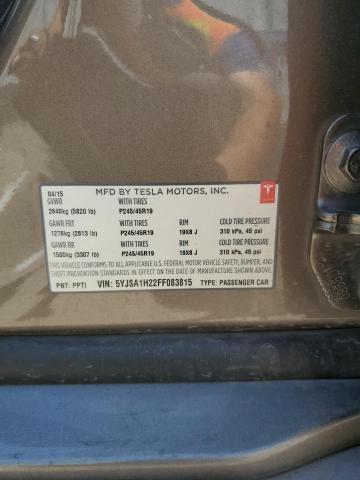 04/15 MFD BY TESLA MOTORS, INC.
GVWR WITH TIRES
2640kg (5820 lb) P245/45R19
GAWR FRT WITH TIRES RIM COLD TIRE PRESSURE
1276kg (2813 lb) P245/45R19 19X8 J 310 kPa, 45 psi
GAWR RR WITH TIRES RIM COLD TIRE PRESSURE
1500kg (3307 lb) P245/45R19 19X8 J 310 kPa, 45 psi
THIS VEHICLE CONFORMS TO ALL APPLICABLE U.S. FEDERAL MOTOR VEHICLE SAFETY, BUMPER, AND
THEFT PREVENTION STANDARDS IN EFFECT ON THE DATE OF MANUFACTURE SHOWN ABOVE.
PNT: PPTI VIN: 5YJSA1H22FF083815 TYPE: PASSENGER CAR